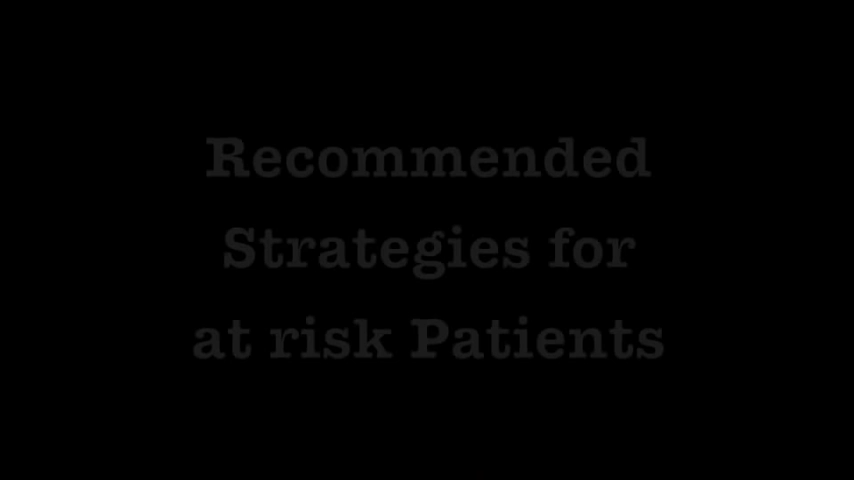 Recommended
Strategies for
at risk Patients